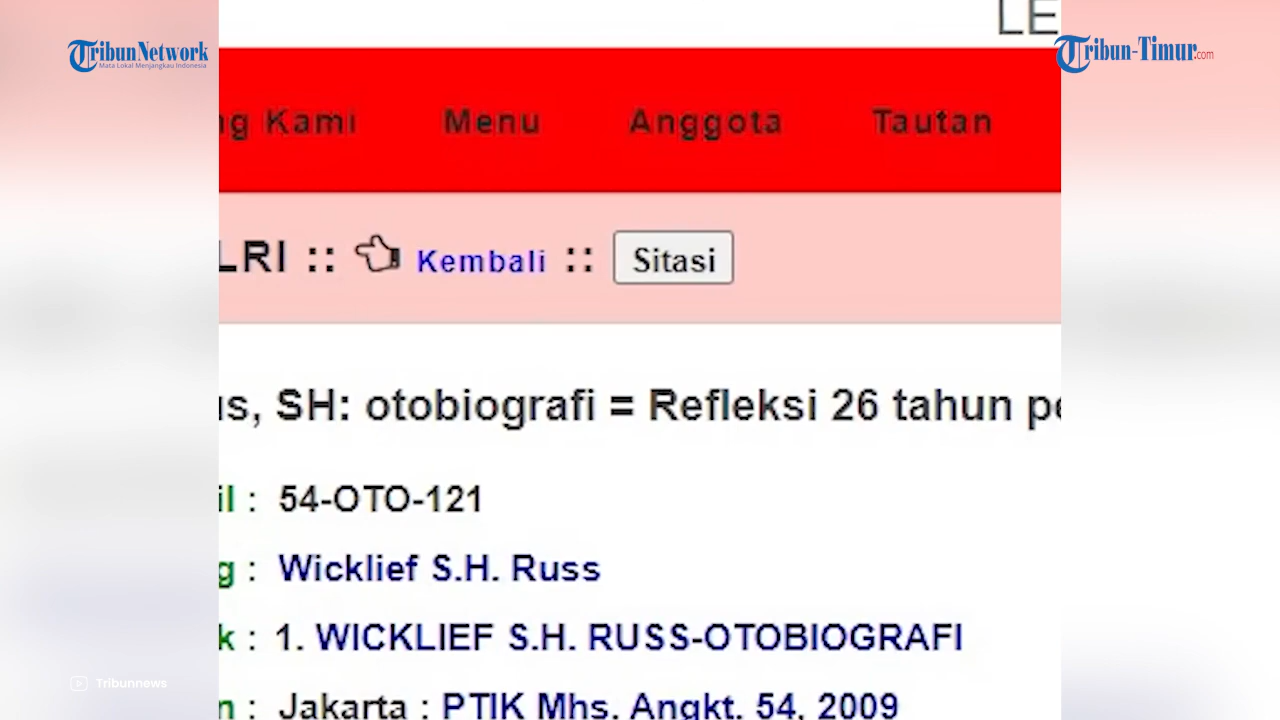 TribunNetwork
Mata Lokal Menjangkau Indonesia
LE
Tribun-Timur.com
ng Kami Menu Anggota Tautan
LRI :: Kembali :: Sitasi
us, SH: otobiografi = Refleksi 26 tahun pe
il : 54-OTO-121
g : Wicklief S.H. Russ
k : 1. WICKLIEF S.H. RUSS-OTOBIOGRAFI
n : Jakarta : PTIK Mhs. Angkt. 54, 2009
Tribunnews